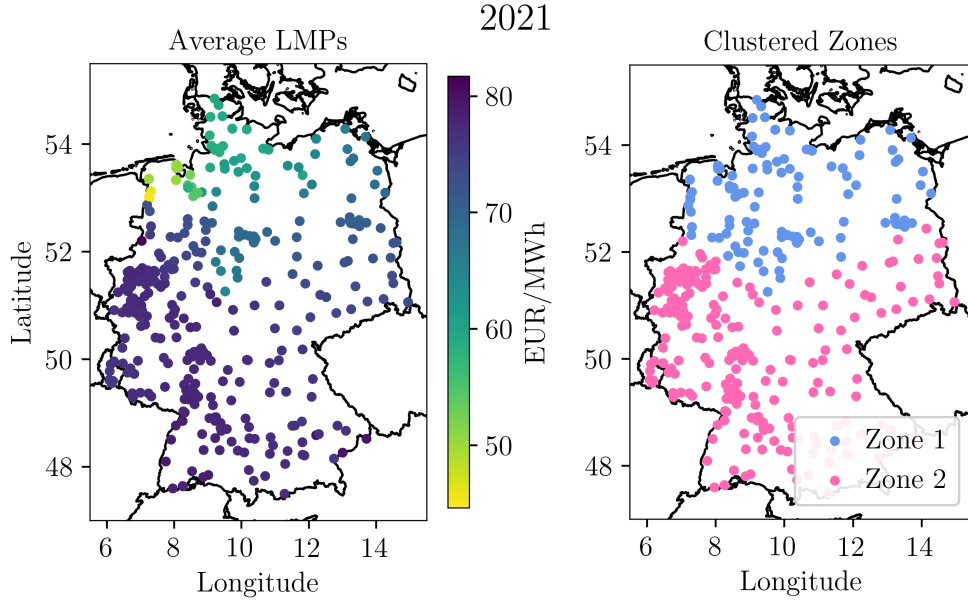 2021
Average LMPs
Clustered Zones
Latitude
54
52
50
48
6 8 10 12 14
Longitude
80
70
60
50
EUR/MWh
54
52
50
48
6 8 10 12 14
Longitude
Zone 1
Zone 2